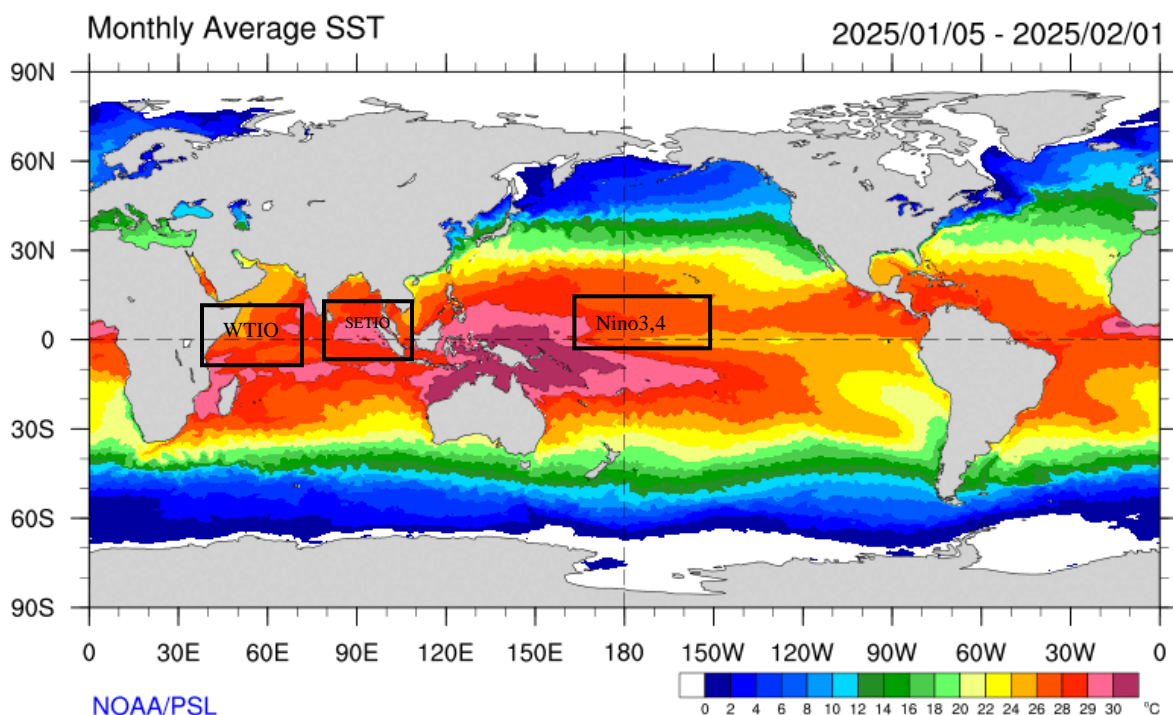 Monthly Average SST 2025/01/05 - 2025/02/01
90N
60N
30N
0
30S
60S
90S
WTIO
SETIO
Nino3,4
0 30E 60E 90E 120E 150E 180 150W 120W 90W 60W 30W 0
NOAA/PSL
0 2 4 6 8 10 12 14 16 18 20 22 24 26 28 29 30 °C